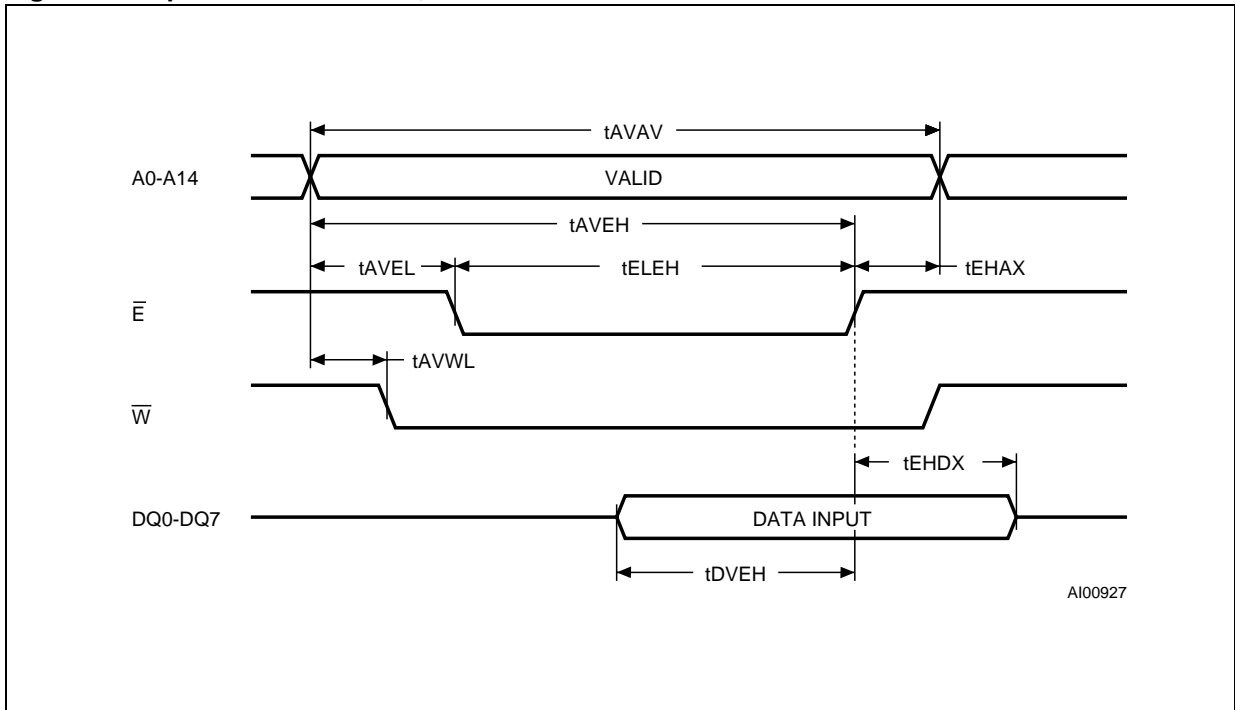 tAVAV
A0-A14
VALID
tAVEH
tAVEL
tELEH
tEHAX
E̅
tAVWL
W̅
tEHDX
DQ0-DQ7
DATA INPUT
tDVEH
AI00927